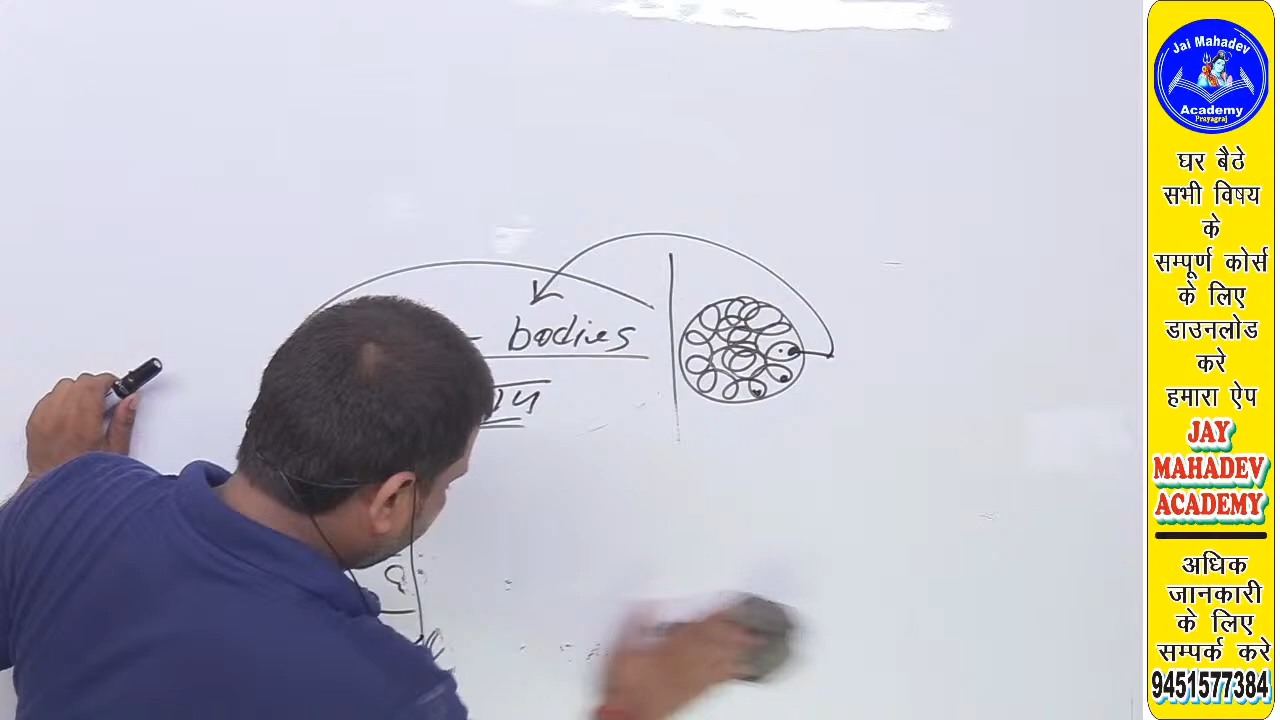 - bodies
Jai Mahadev
Academy
Prayagraj
घर बैठे
सभी विषय
के
सम्पूर्ण कोर्स
के लिए
डाउनलोड
करे
हमारा ऐप
JAY
MAHADEV
ACADEMY
अधिक
जानकारी
के लिए
सम्पर्क करे
9451577384